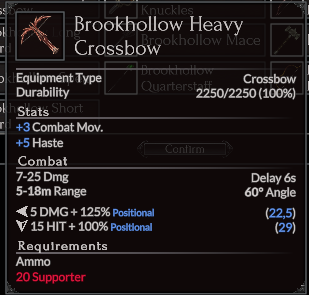 Brookhollow Heavy
Crossbow
Knuckles
Brookhollow Mace
Brookhollow
Quarterstaff
Short
Confirm
Equipment Type Crossbow
Durability 2250/2250 (100%)
Stats
+3 Combat Mov.
+5 Haste
Combat
7-25 Dmg Delay 6s
5-18m Range 60° Angle
5 DMG + 125% Positional (22,5)
15 HIT + 100% Positional (29)
Requirements
Ammo
20 Supporter